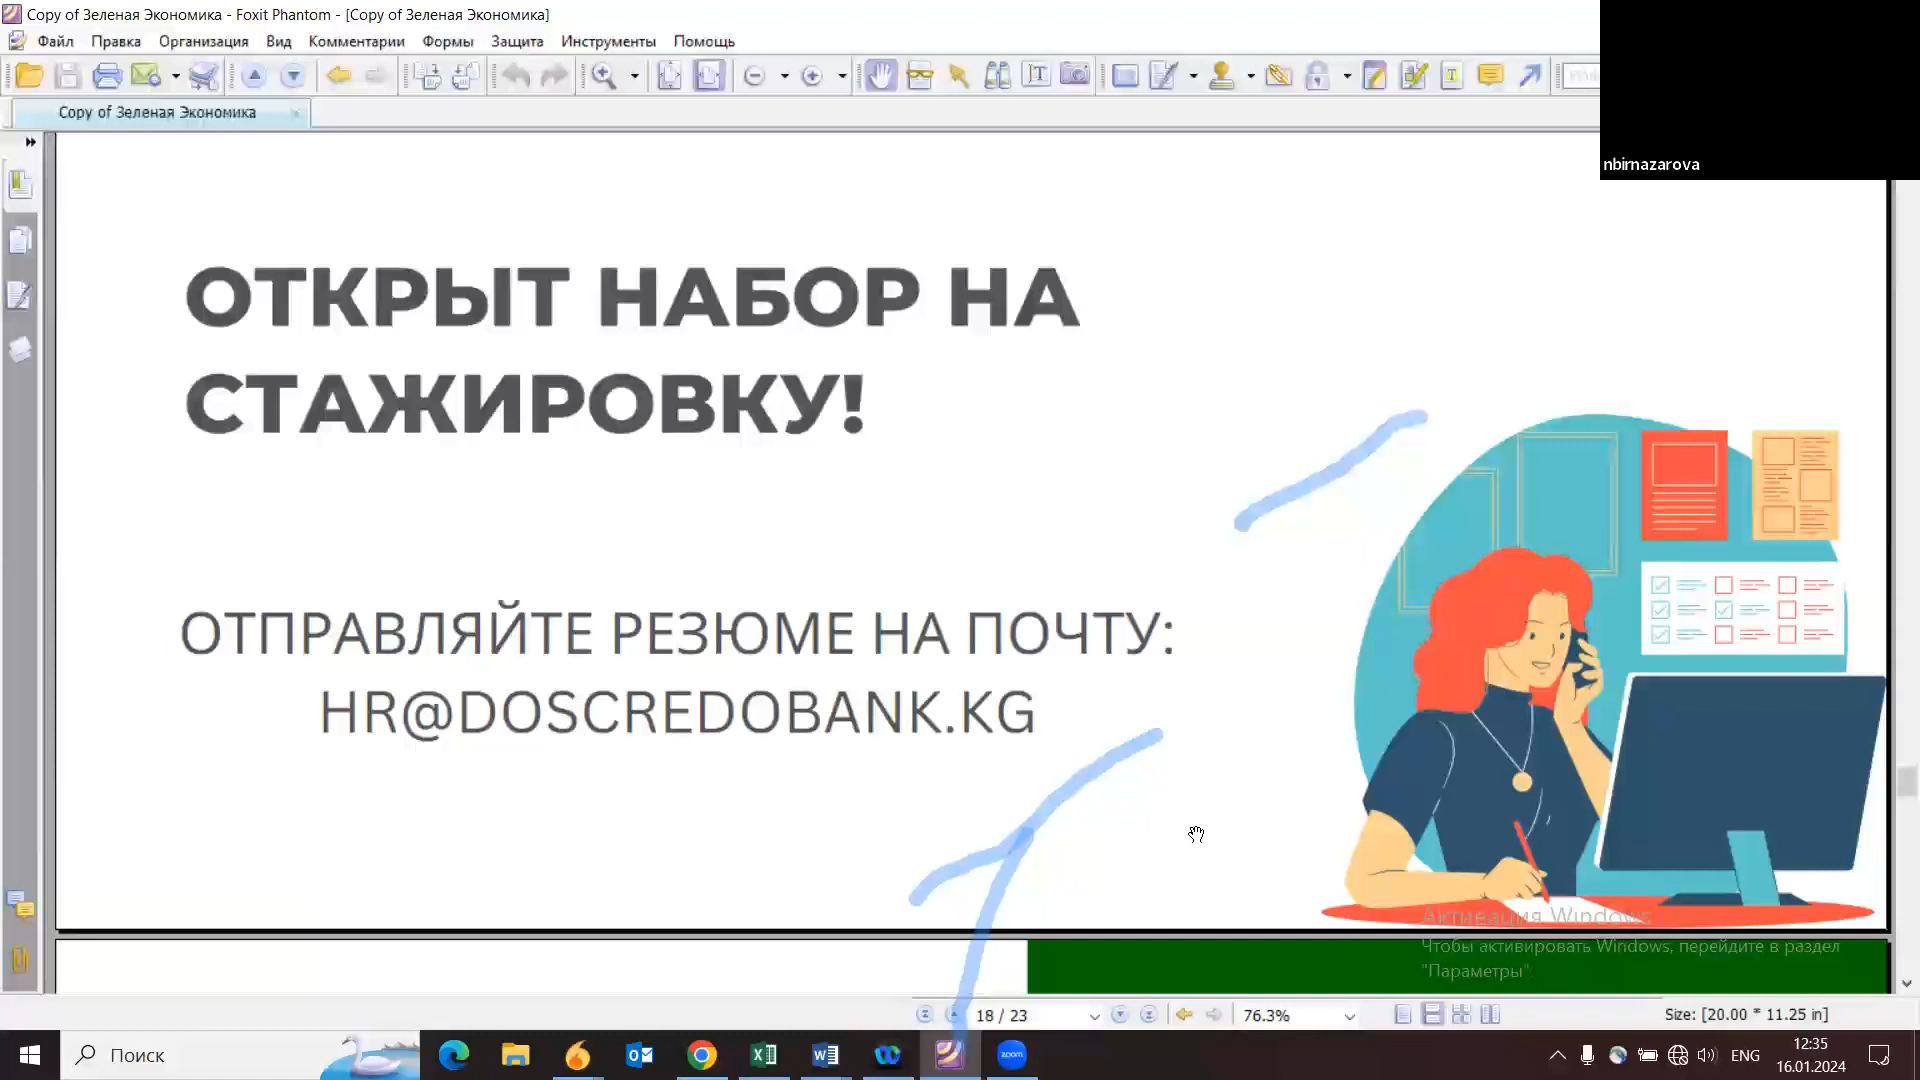 Copy of Зеленая Экономика - Foxit Phantom - [Copy of Зеленая Экономика]
Файл Правка Организация Вид Комментарии Формы Защита Инструменты Помощь
Copy of Зеленая Экономика
nbirnazarova
ОТКРЫТ НАБОР НА
СТАЖИРОВКУ!
ОТПРАВЛЯЙТЕ РЕЗЮМЕ НА ПОЧТУ:
HR@DOSCREDOBANK.KG
Активация Windows
Чтобы активировать Windows, перейдите в раздел
"Параметры".
18 / 23
76.3%
Size: [20.00 * 11.25 in]
Поиск
zoom
ENG
12:35
16.01.2024